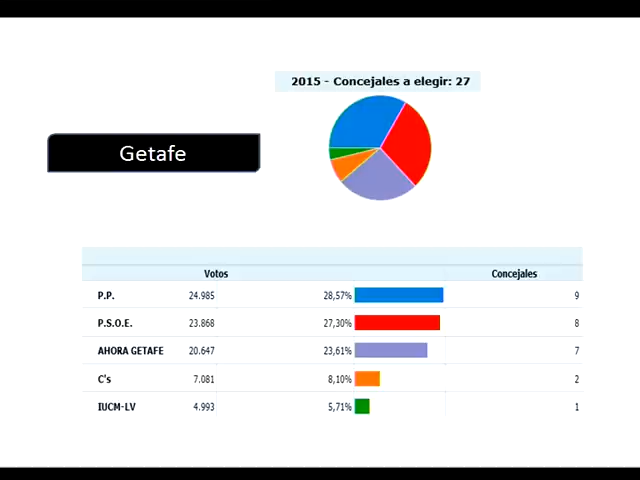 2015 - Concejales a elegir: 27
Getafe
Votos Concejales
P.P. 24.985 28,57% 9
P.S.O.E. 23.868 27,30% 8
AHORA GETAFE 20.647 23,61% 7
C's 7.081 8,10% 2
IUCM-LV 4.993 5,71% 1